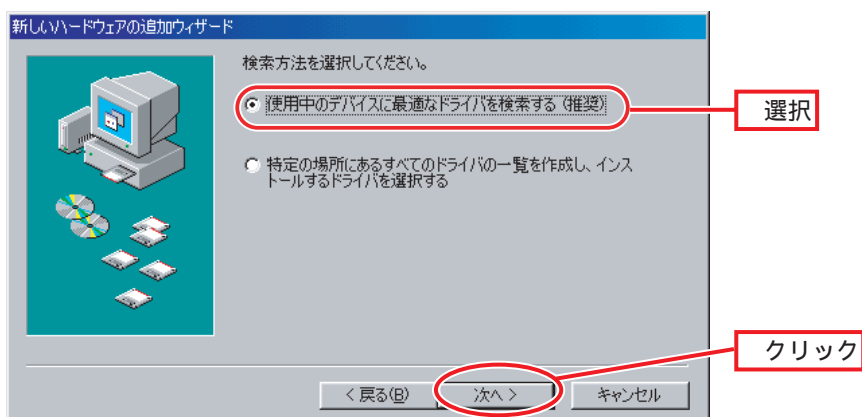 新しいハードウェアの追加ウィザード
検索方法を選択してください。
使用中のデバイスに最適なドライバを検索する（推奨）
選択
特定の場所にあるすべてのドライバの一覧を作成し、インス
トールするドライバを選択する
クリック
< 戻る(B)
次へ >
キャンセル